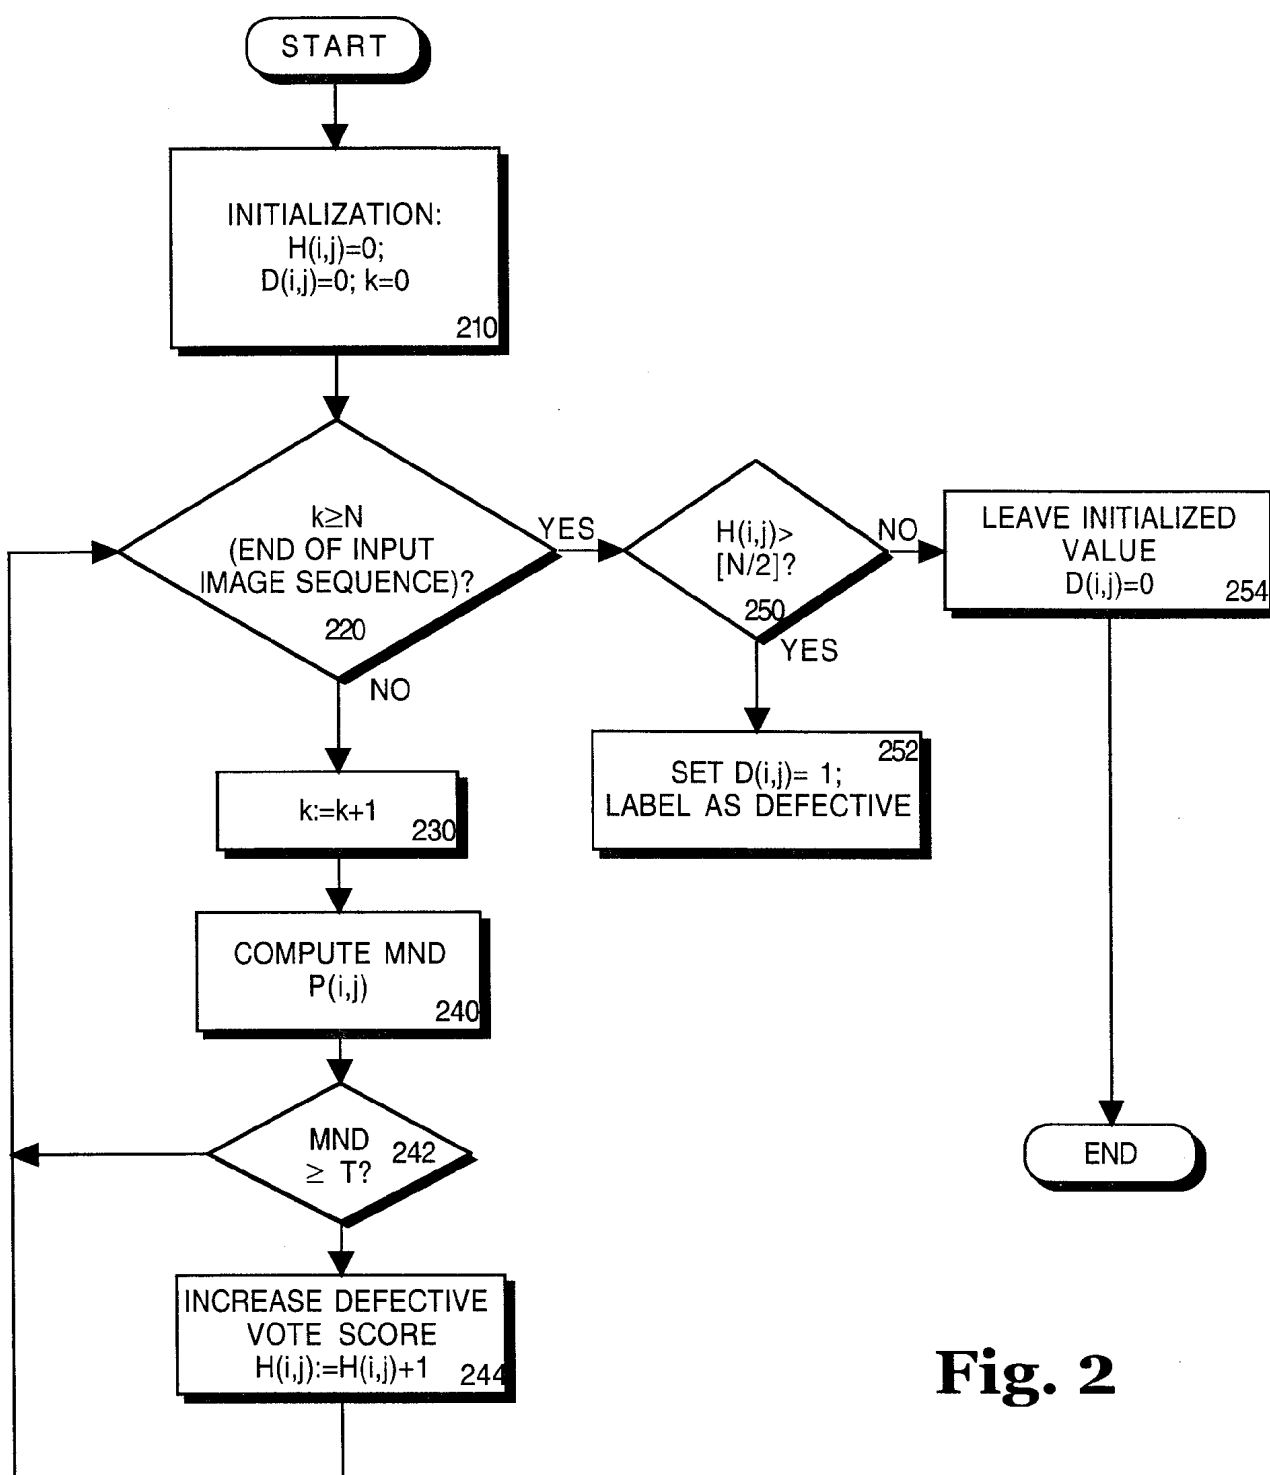 START
INITIALIZATION:
H(i,j)=0;
D(i,j)=0; k=0
210
k≥N
(END OF INPUT
IMAGE SEQUENCE)?
220
YES
NO
H(i,j)>
[N/2]?
250
NO
YES
LEAVE INITIALIZED
VALUE
D(i,j)=0
254
252
SET D(i,j)= 1;
LABEL AS DEFECTIVE
k:=k+1
230
COMPUTE MND
P(i,j)
240
MND
≥ T?
242
END
INCREASE DEFECTIVE
VOTE SCORE
H(i,j):=H(i,j)+1
244
Fig. 2